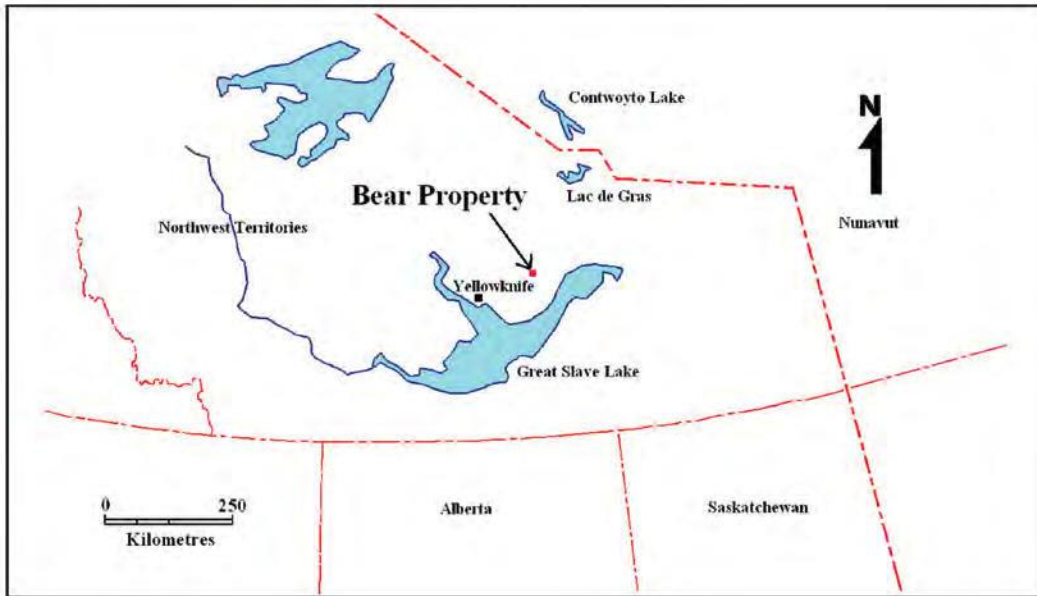 Contwoyto Lake
N
Bear Property
Lac de Gras
Northwest Territories
Nunavut
Yellowknife
Great Slave Lake
0 250
Kilometres
Alberta
Saskatchewan